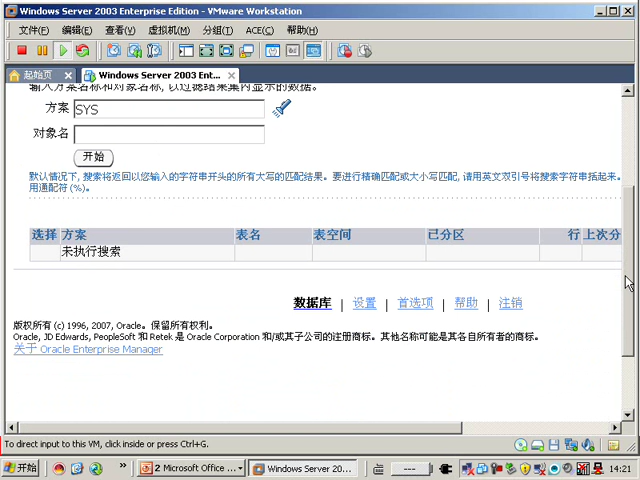 Windows Server 2003 Enterprise Edition - VMware Workstation
文件(F) 编辑(E) 查看(V) 虚拟机(M) 分组(T) ACE(C) 帮助(H)
起始页 Windows Server 2003 Ent...
输入方案名称和对象名称, 以过滤结果集内显示的数据。
方案 SYS
对象名
开始
默认情况下, 搜索将返回以您输入的字符串开头的所有大写的匹配结果。要进行精确匹配或大小写匹配, 请用英文双引号将搜索字符串括起来。
用通配符 (%)。
选择 方案 表名 表空间 已分区 行 上次分
未执行搜索
数据库 | 设置 | 首选项 | 帮助 | 注销
版权所有 (c) 1996, 2007, Oracle。保留所有权利。
Oracle, JD Edwards, PeopleSoft 和 Retek 是 Oracle Corporation 和/或其子公司的注册商标。其他名称可能是其各自所有者的商标。
关于 Oracle Enterprise Manager
To direct input to this VM, click inside or press Ctrl+G.
开始 » 2 Microsoft Office ... Windows Server 20... 14:21